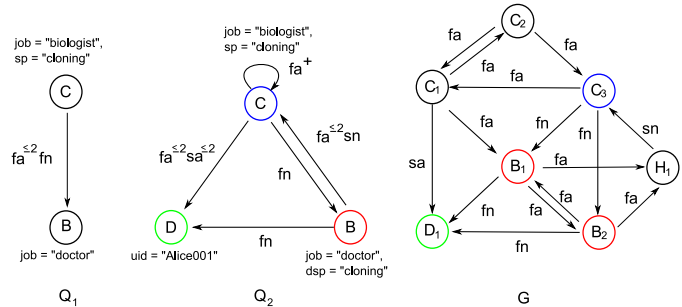 job = "biologist",
sp = "cloning"
C
fa≤2fn
B
job = "doctor"
Q1
job = "biologist",
sp = "cloning"
fa+
C
fa≤2sa≤2
fn
fa≤2sn
D
B
fn
uid = "Alice001"
job = "doctor",
dsp = "cloning"
Q2
C2
fa
fa
fa
C1
fa
C3
sa
fa
fn
fn
sn
B1
fa
H1
fn
fa
fa
fa
D1
fn
B2
G